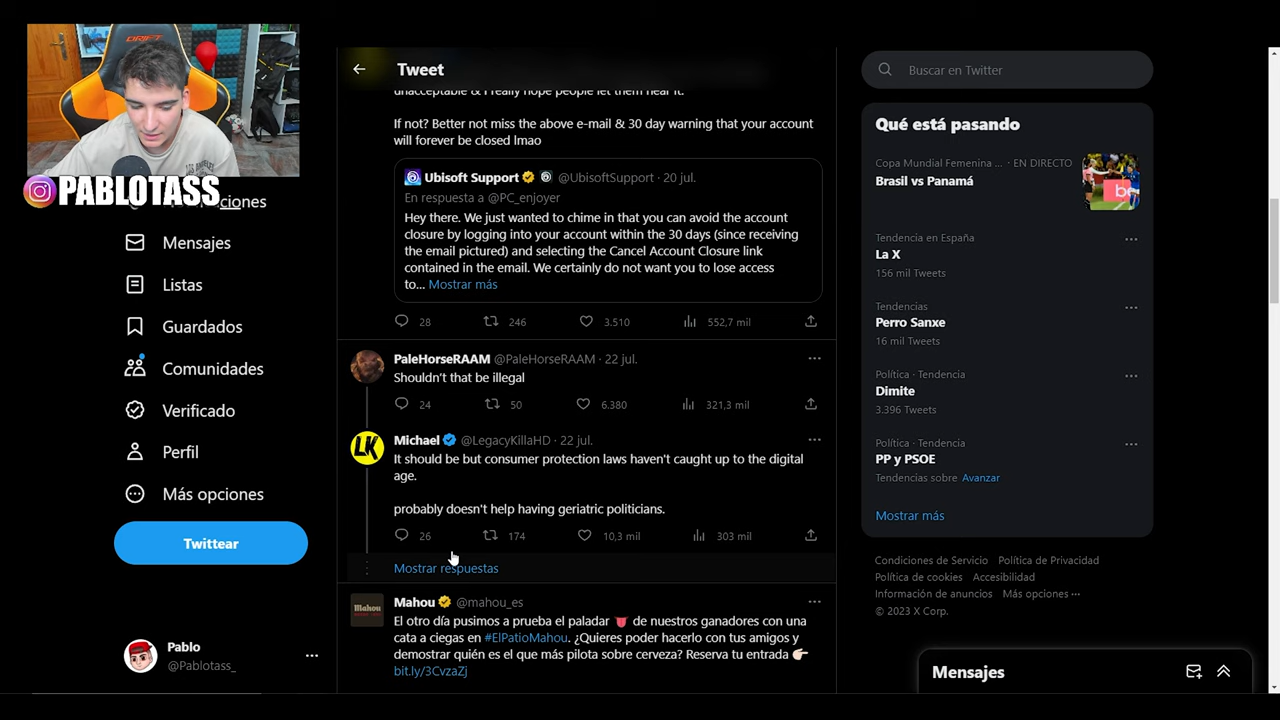 PABLOTASS
ciones
Mensajes
Listas
Guardados
Comunidades
Verificado
Perfil
Más opciones
Twittear
Pablo
@Pablotass_
Tweet
unacceptable & I really hope people let them hear it.
If not? Better not miss the above e-mail & 30 day warning that your account
will forever be closed lmao
Ubisoft Support @UbisoftSupport · 20 jul.
En respuesta a @PC_enjoyer
Hey there. We just wanted to chime in that you can avoid the account
closure by logging into your account within the 30 days (since receiving
the email pictured) and selecting the Cancel Account Closure link
contained in the email. We certainly do not want you to lose access
to... Mostrar más
28 246 3.510 552,7 mil
PaleHorseRAAM @PaleHorseRAAM · 22 jul.
Shouldn't that be illegal
24 50 6.380 321,3 mil
Michael @LegacyKillaHD · 22 jul.
It should be but consumer protection laws haven't caught up to the digital
age.
probably doesn't help having geriatric politicians.
26 174 10,3 mil 303 mil
Mostrar respuestas
Mahou @mahou_es
El otro día pusimos a prueba el paladar 👅 de nuestros ganadores con una
cata a ciegas en #ElPatioMahou. ¿Quieres poder hacerlo con tus amigos y
demostrar quién es el que más pilota sobre cerveza? Reserva tu entrada 👉
bit.ly/3CvzaZj
Buscar en Twitter
Qué está pasando
Copa Mundial Femenina ... · EN DIRECTO
Brasil vs Panamá
Tendencia en España
La X
156 mil Tweets
Tendencias
Perro Sanxe
16 mil Tweets
Política · Tendencia
Dimite
3.396 Tweets
Política · Tendencia
PP y PSOE
Tendencias sobre Avanzar
Mostrar más
Condiciones de Servicio Política de Privacidad
Política de cookies Accesibilidad
Información de anuncios Más opciones ···
© 2023 X Corp.
Mensajes